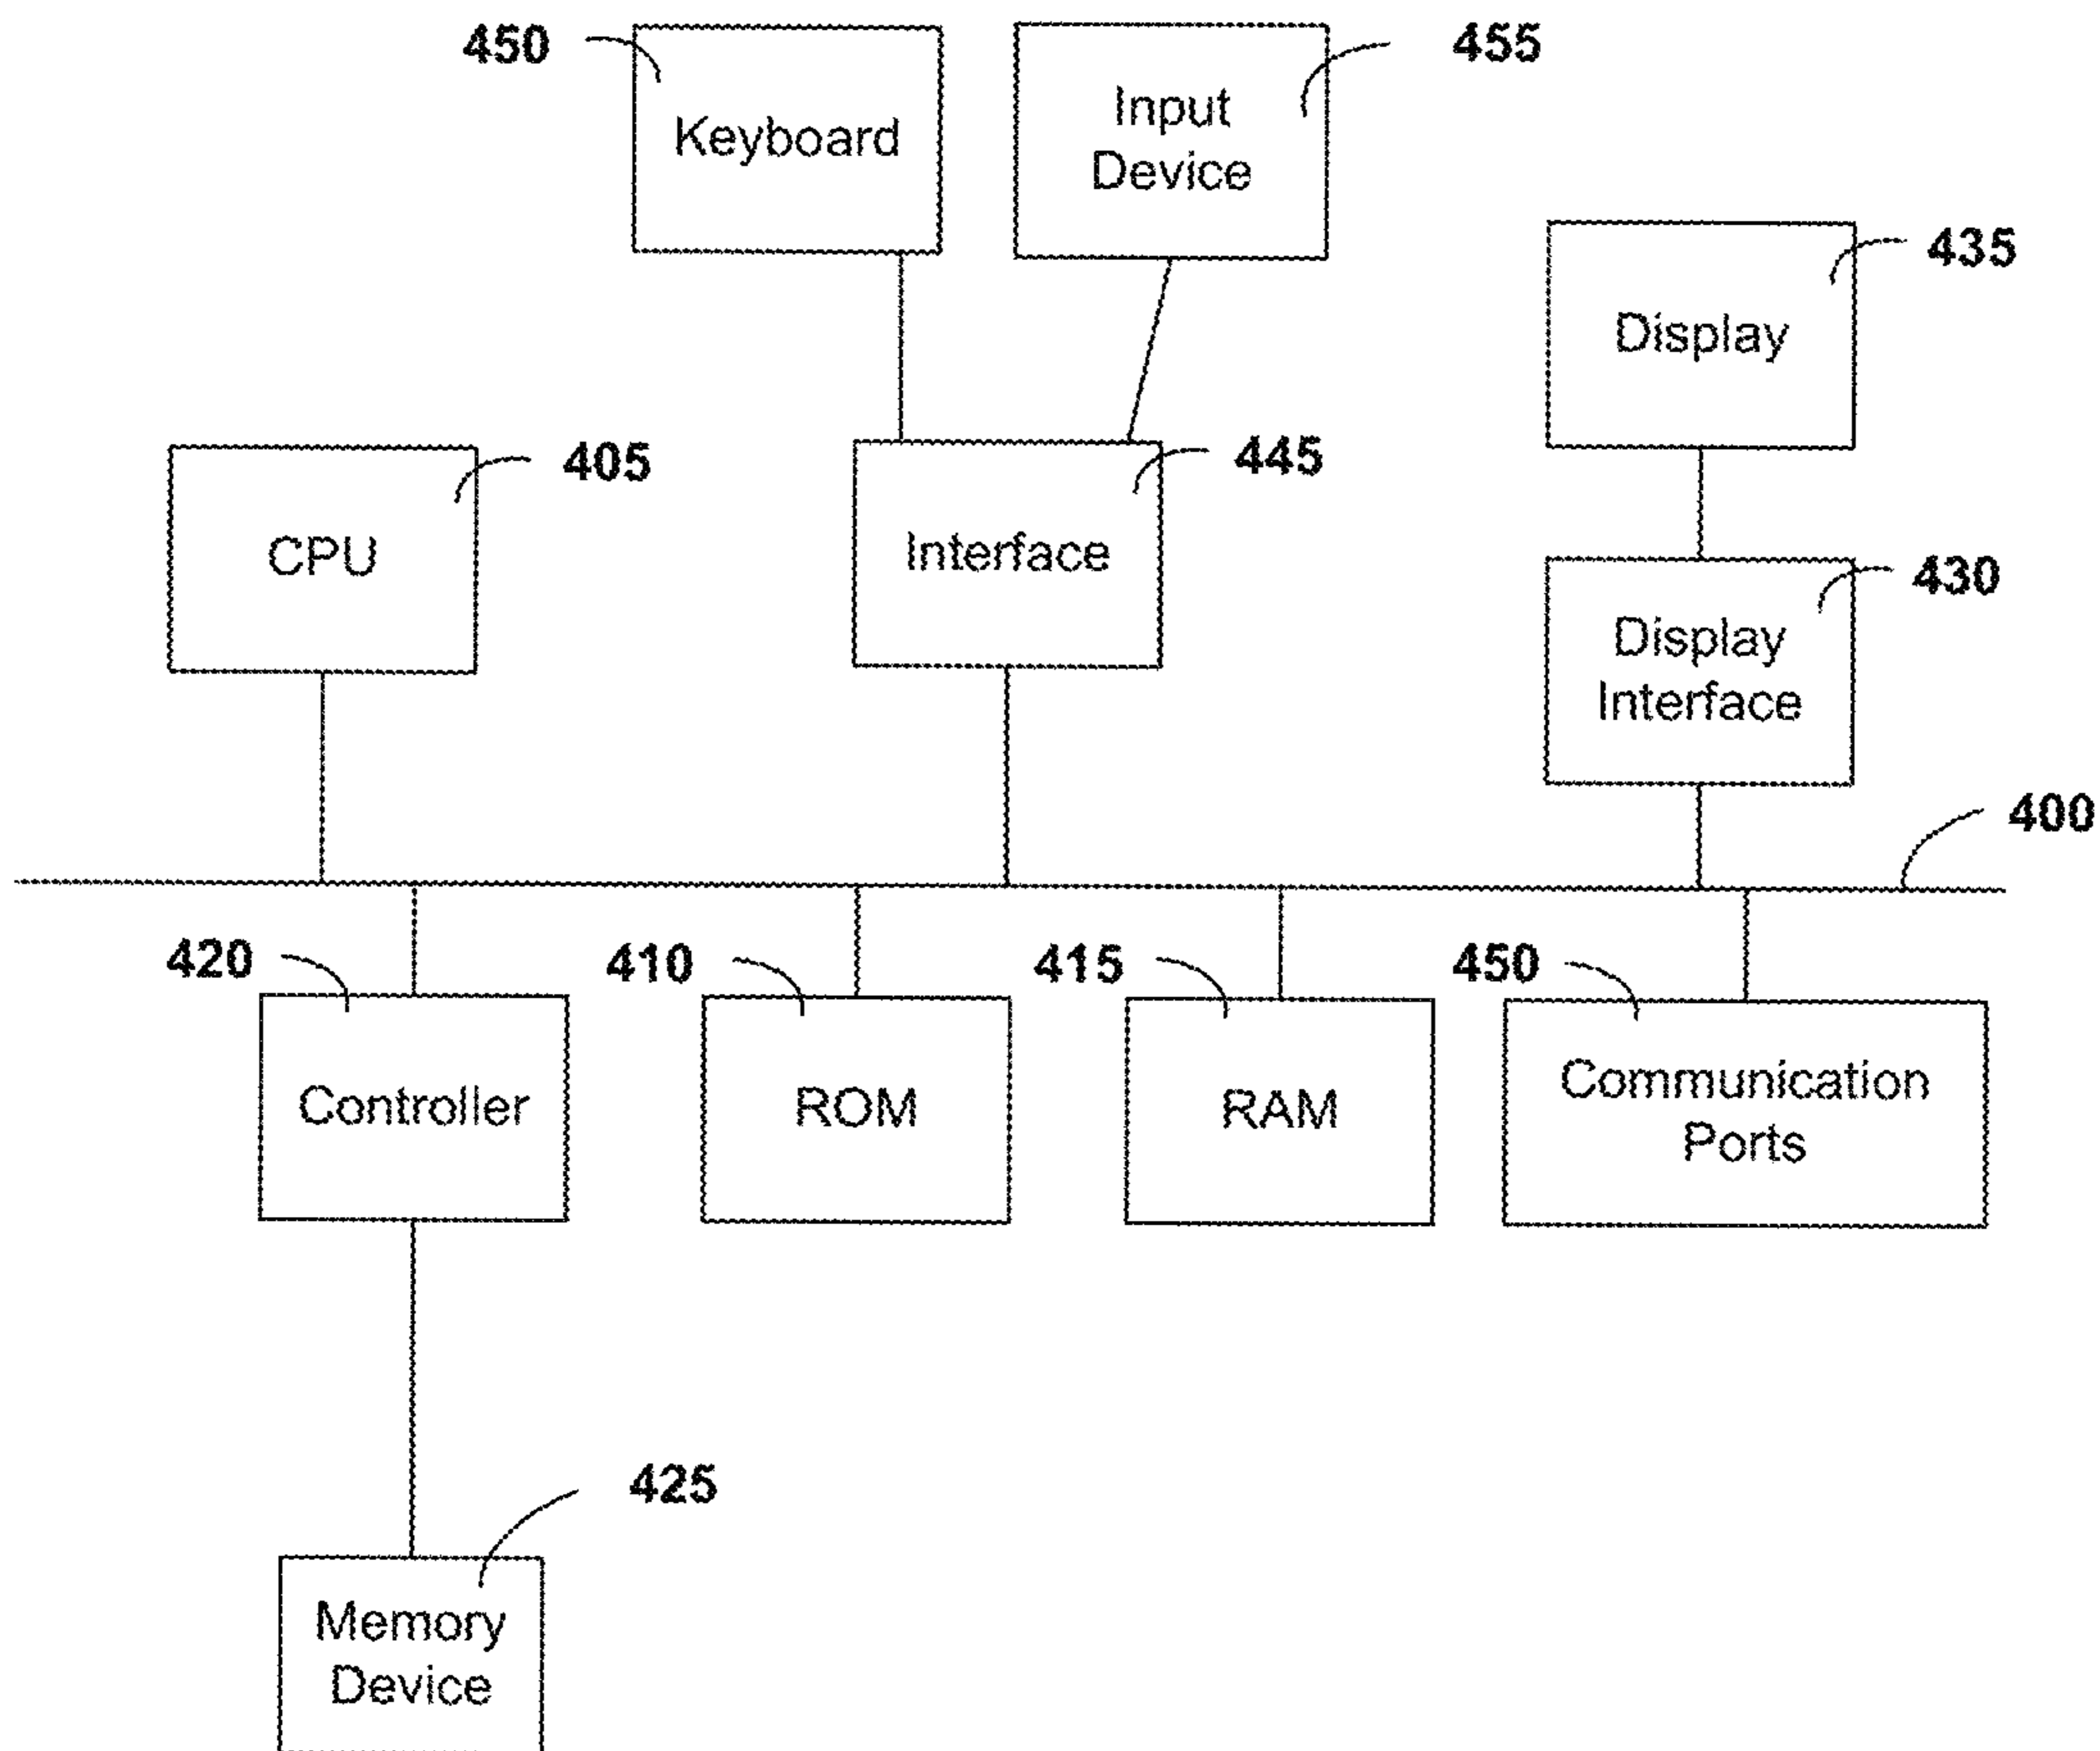 450
Keyboard
Input
Device
455
Display
435
CPU
405
Interface
445
Display
Interface
430
400
420
Controller
410
ROM
415
RAM
450
Communication
Ports
425
Memory
Device